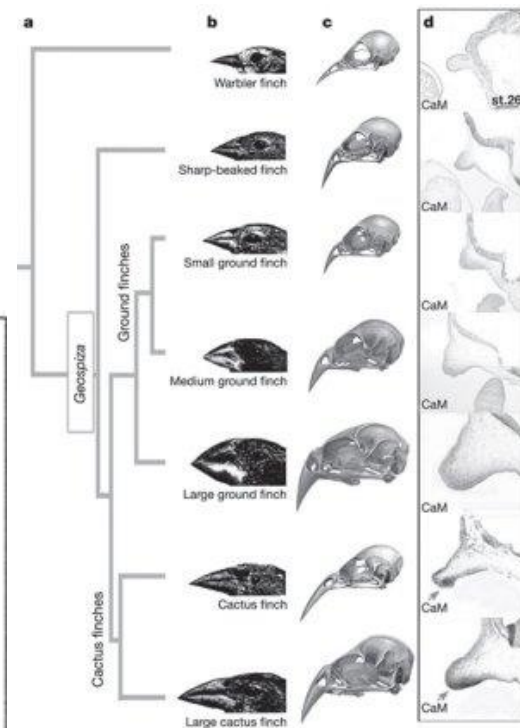 a b c d
Warbler finch
CaM
st.26
Sharp-beaked finch
CaM
Ground finches
Small ground finch
CaM
Geospiza
Medium ground finch
CaM
Large ground finch
CaM
Cactus finches
Cactus finch
CaM
Large cactus finch
CaM